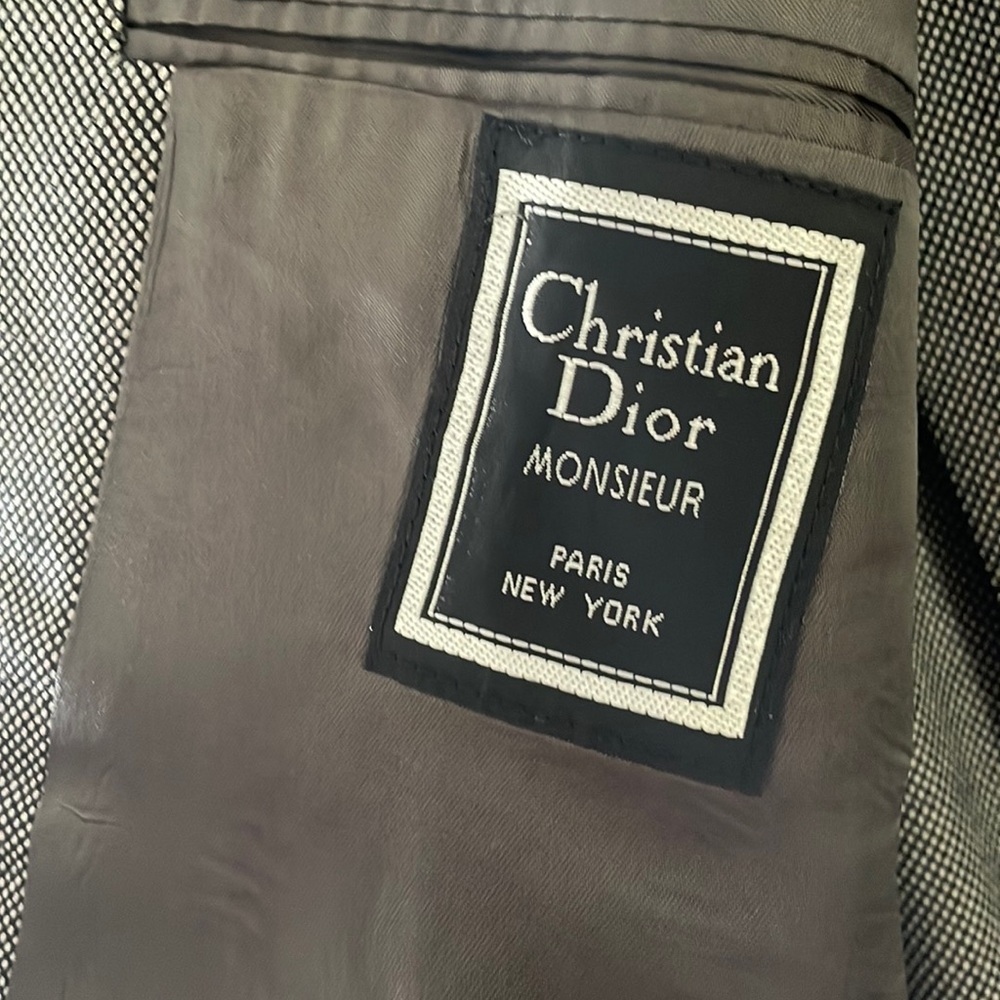 Christian
Dior
MONSIEUR
PARIS
NEW YORK